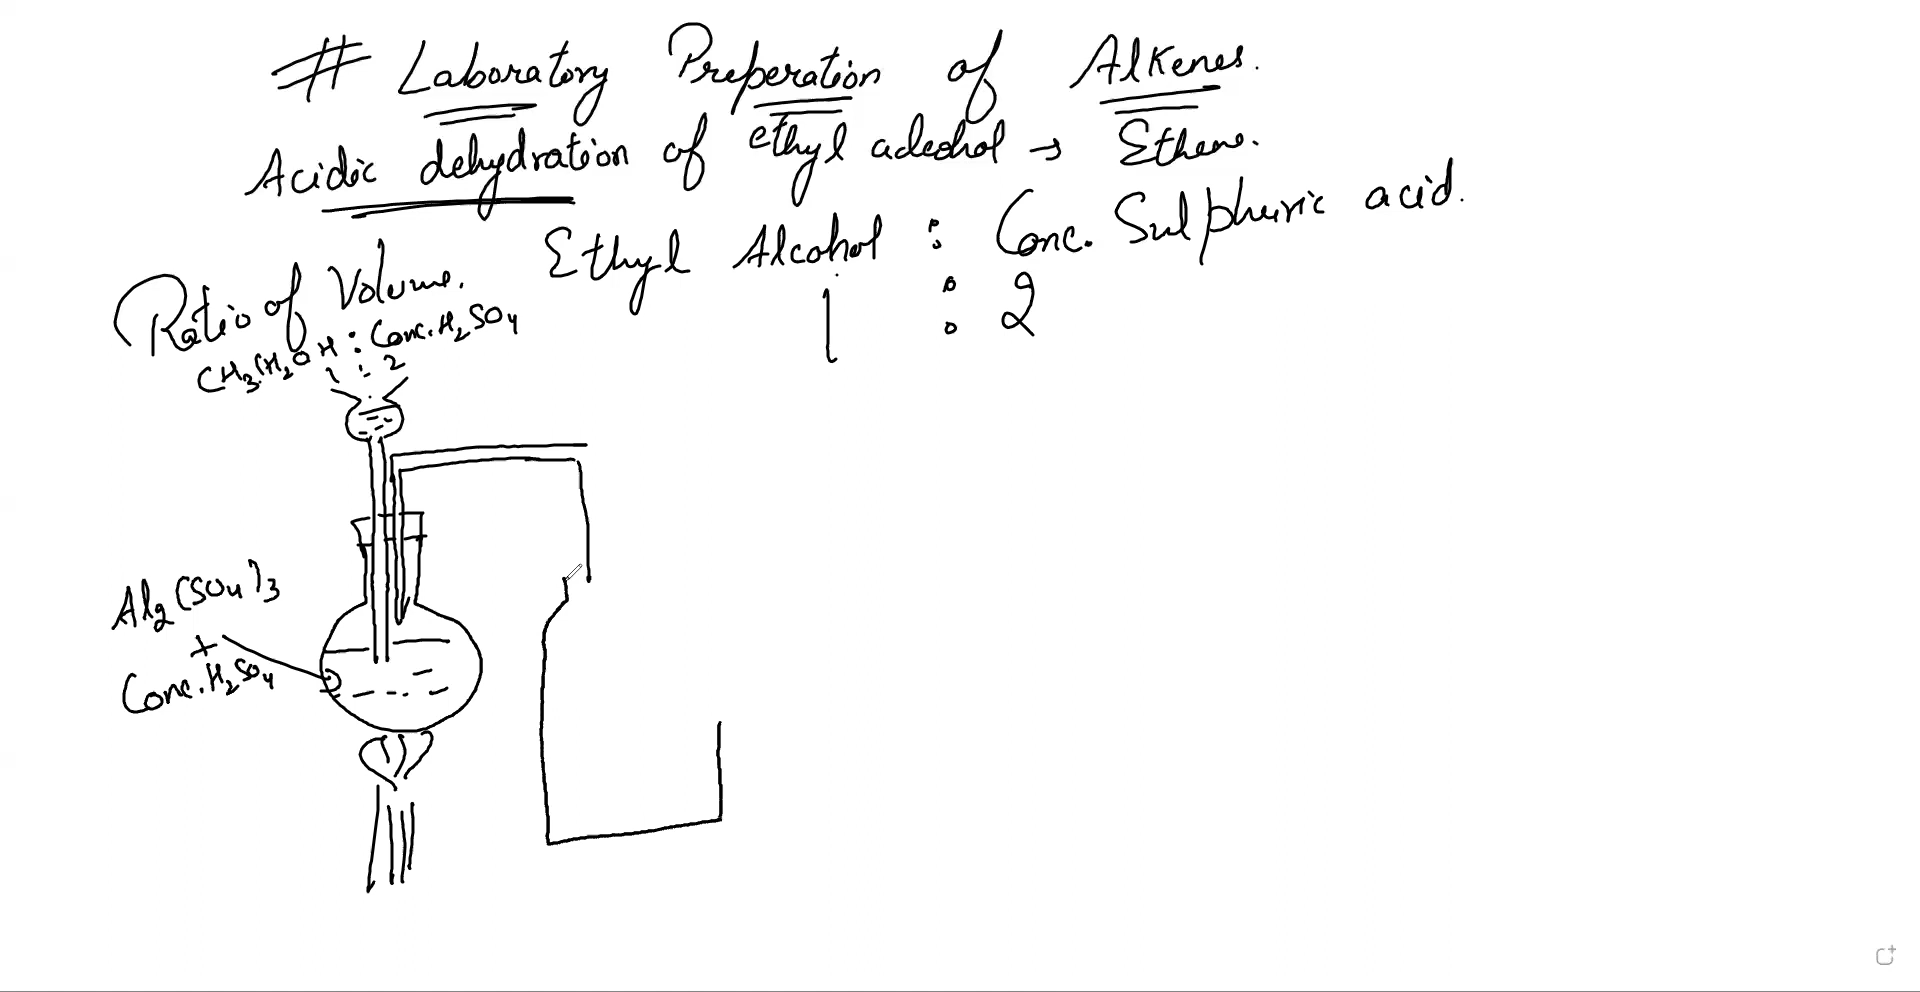 # Laboratory Preperation of Alkenes.
Acidic dehydration of ethyl alcohol → Ethene.
Ratio of Volume. Ethyl Alcohol : Conc. Sulphuric acid.
1 : 2
CH3CH2OH : Conc. H2SO4
1 : 2
Al2(SO4)3
+
Conc. H2SO4